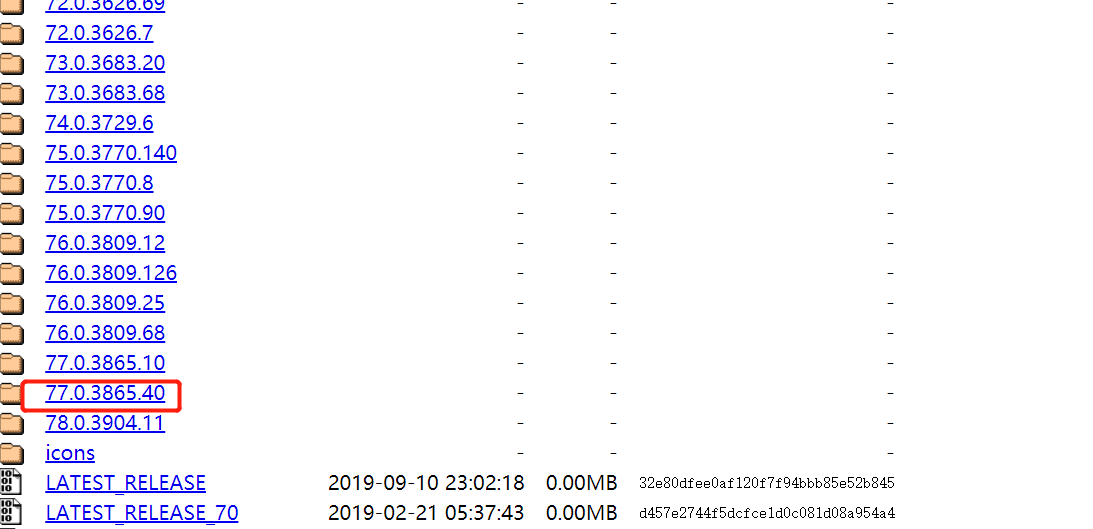 72.0.3626.69 - - -
72.0.3626.7 - - -
73.0.3683.20 - - -
73.0.3683.68 - - -
74.0.3729.6 - - -
75.0.3770.140 - - -
75.0.3770.8 - - -
75.0.3770.90 - - -
76.0.3809.12 - - -
76.0.3809.126 - - -
76.0.3809.25 - - -
76.0.3809.68 - - -
77.0.3865.10 - - -
77.0.3865.40 - - -
78.0.3904.11 - - -
icons - - -
LATEST_RELEASE 2019-09-10 23:02:18 0.00MB 32e80dfee0af120f7f94bbb85e52b845
LATEST_RELEASE_70 2019-02-21 05:37:43 0.00MB d457e2744f5dcfce1d0c081d08a954a4